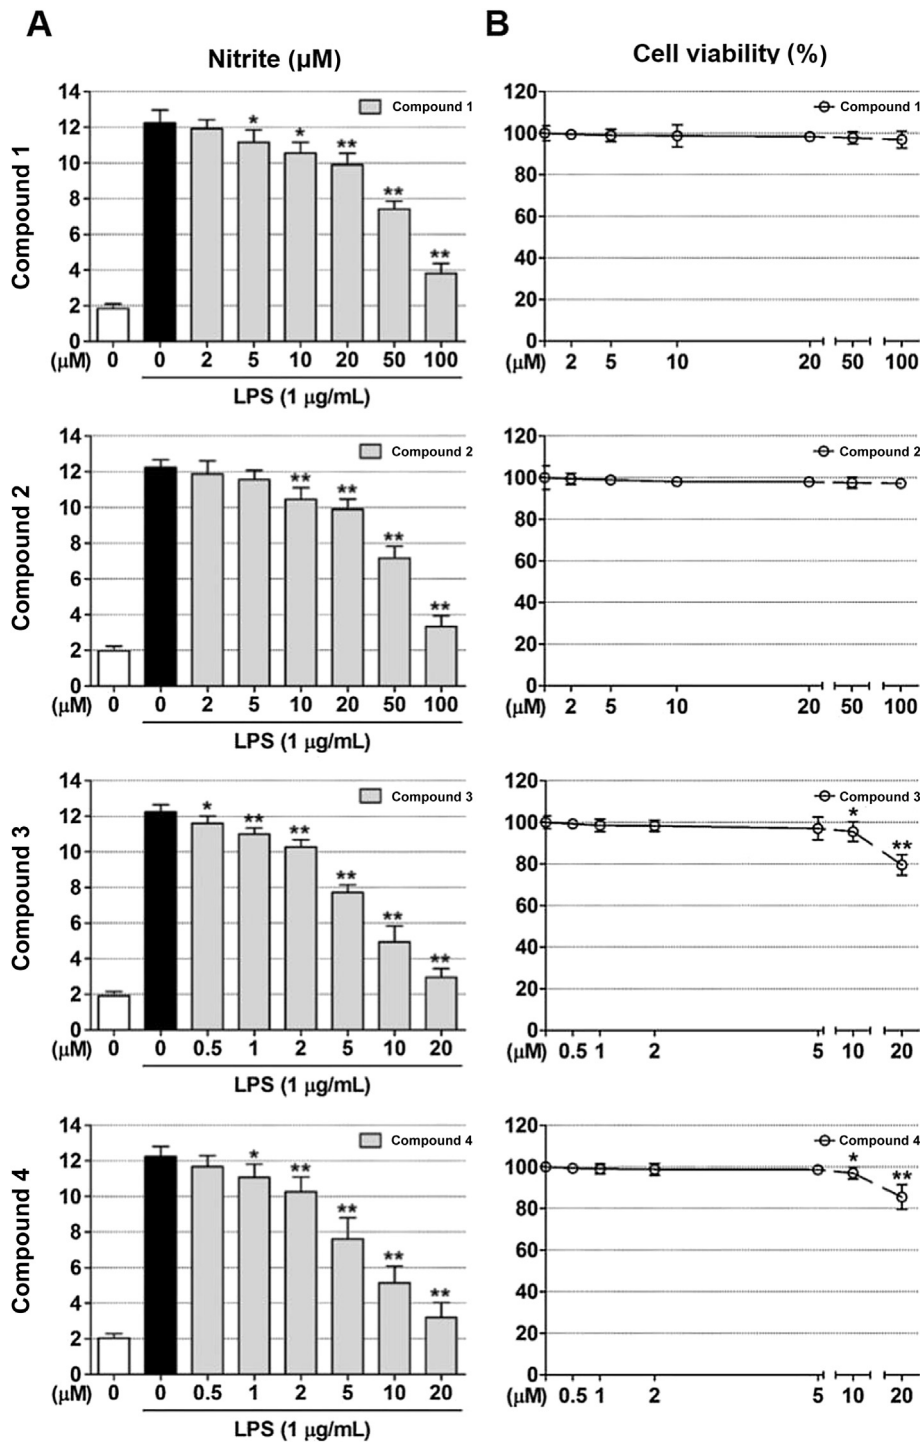 A
B
Nitrite (μM)
Cell viability (%)
Compound 1
14
12
10
8
6
4
2
0
Compound 1
* * ** ** **
(μM) 0 0 2 5 10 20 50 100
LPS (1 μg/mL)
120
100
80
60
40
20
0
Compound 1
(μM) 2 5 10 20 50 100
Compound 2
14
12
10
8
6
4
2
0
Compound 2
** ** ** **
(μM) 0 0 2 5 10 20 50 100
LPS (1 μg/mL)
120
100
80
60
40
20
0
Compound 2
(μM) 2 5 10 20 50 100
Compound 3
14
12
10
8
6
4
2
0
Compound 3
* ** ** ** ** **
(μM) 0 0 0.5 1 2 5 10 20
LPS (1 μg/mL)
120
100
80
60
40
20
0
Compound 3
* **
(μM) 0.5 1 2 5 10 20
Compound 4
14
12
10
8
6
4
2
0
Compound 4
* ** ** ** **
(μM) 0 0 0.5 1 2 5 10 20
LPS (1 μg/mL)
120
100
80
60
40
20
0
Compound 4
* **
(μM) 0.5 1 2 5 10 20